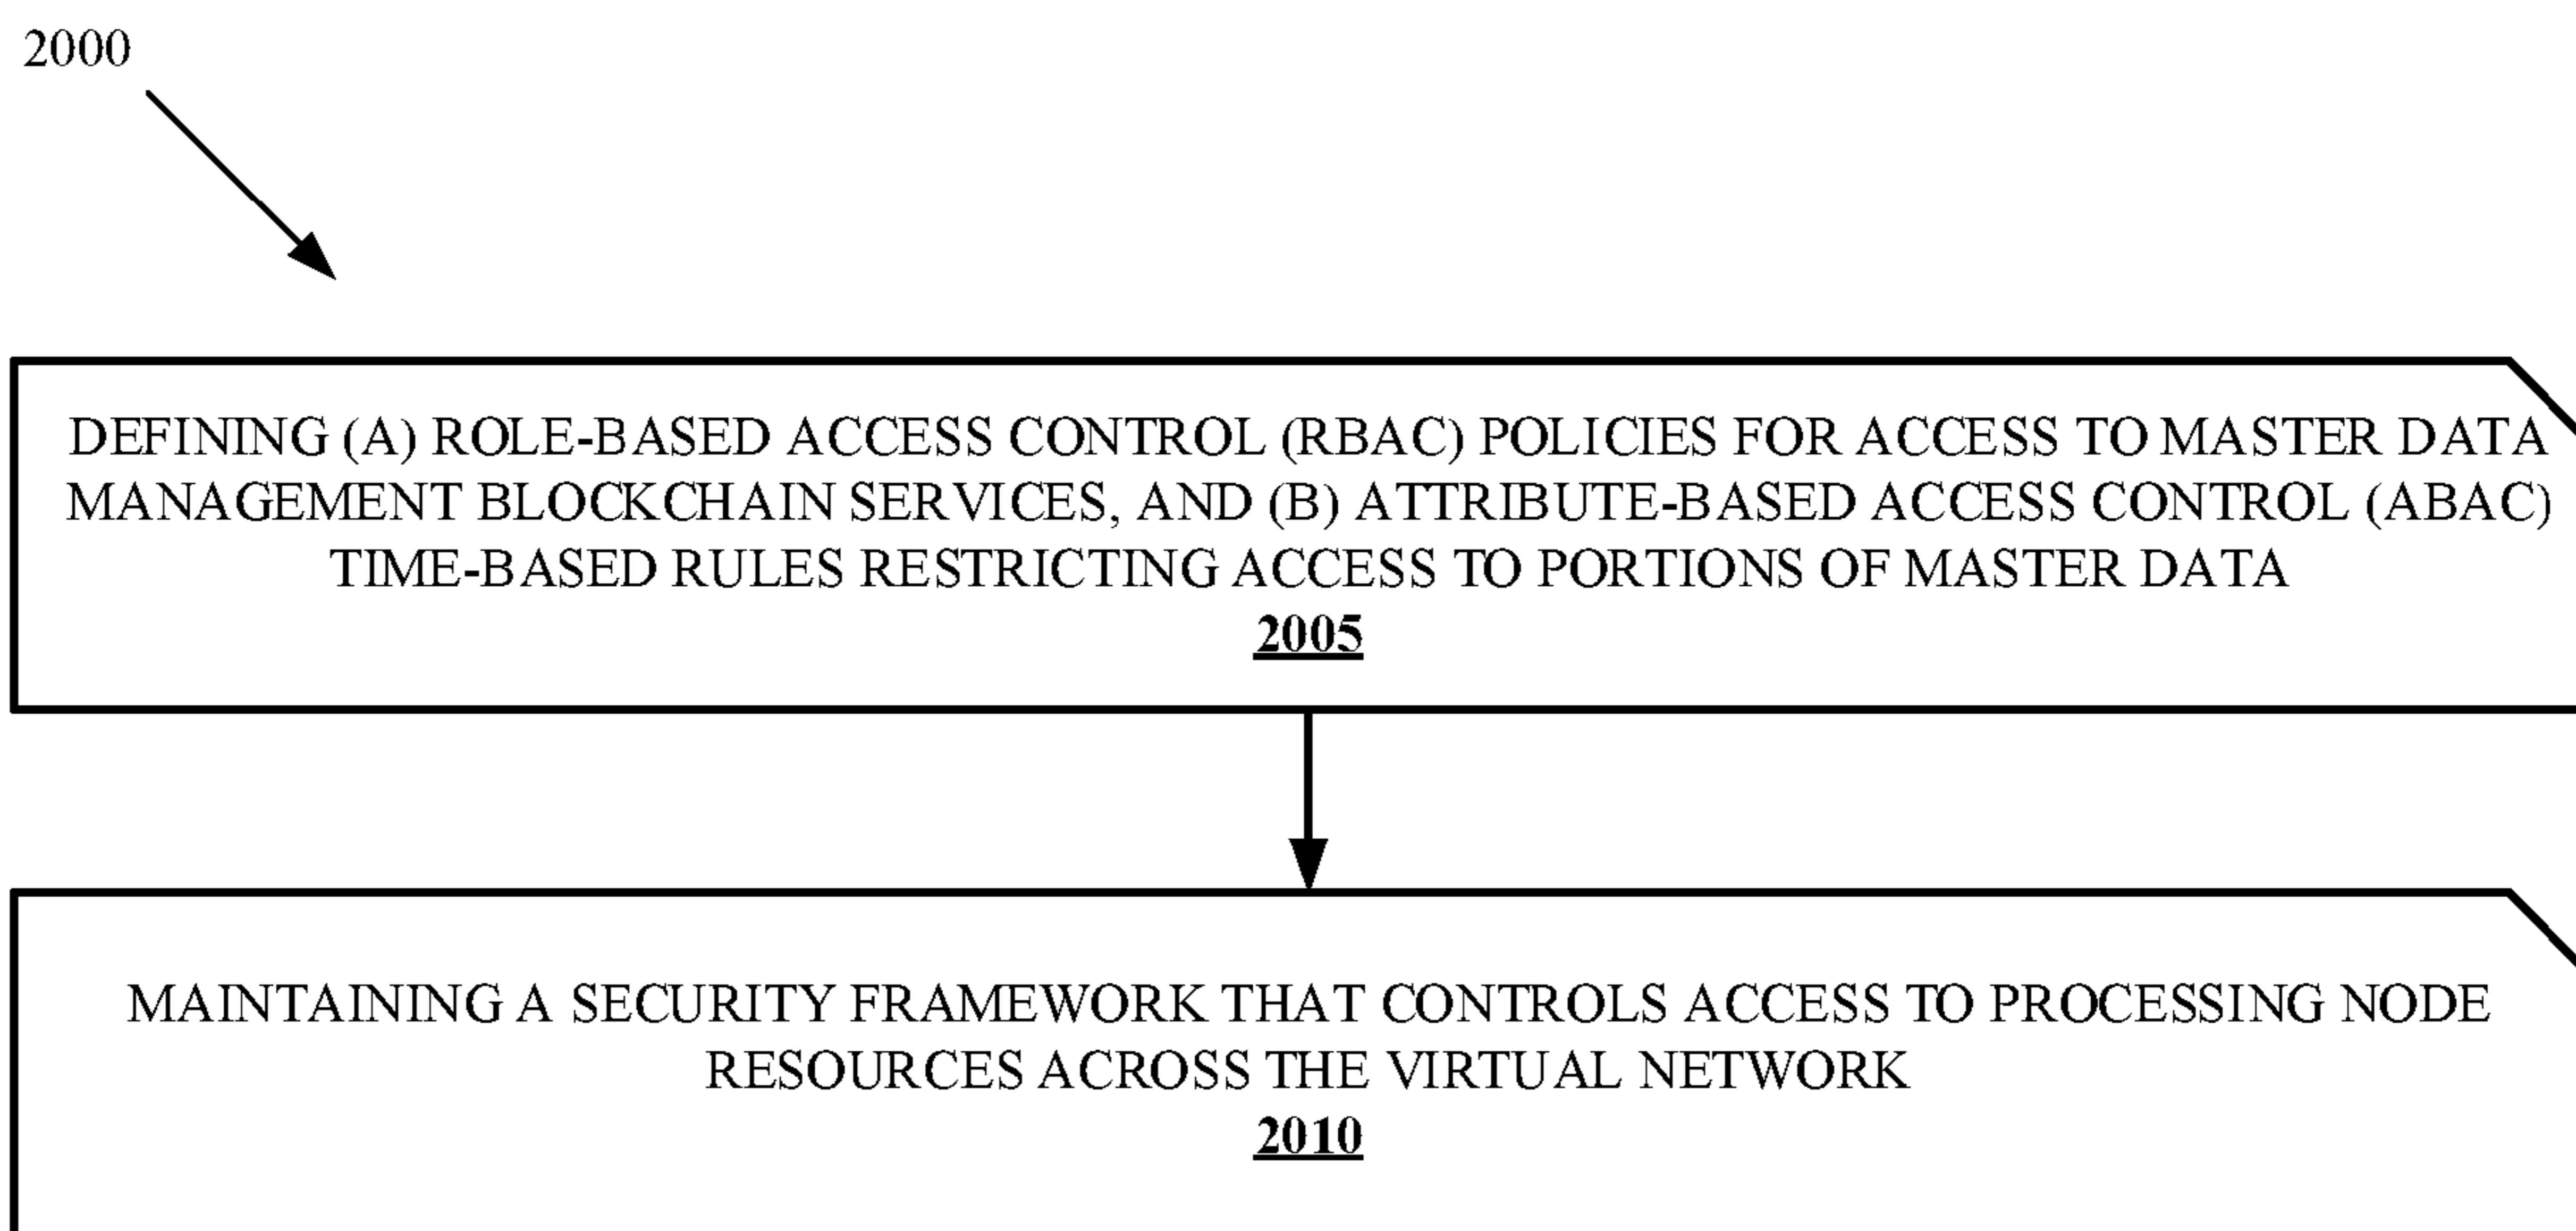 2000
DEFINING (A) ROLE-BASED ACCESS CONTROL (RBAC) POLICIES FOR ACCESS TO MASTER DATA
MANAGEMENT BLOCKCHAIN SERVICES, AND (B) ATTRIBUTE-BASED ACCESS CONTROL (ABAC)
TIME-BASED RULES RESTRICTING ACCESS TO PORTIONS OF MASTER DATA
2005
MAINTAINING A SECURITY FRAMEWORK THAT CONTROLS ACCESS TO PROCESSING NODE
RESOURCES ACROSS THE VIRTUAL NETWORK
2010